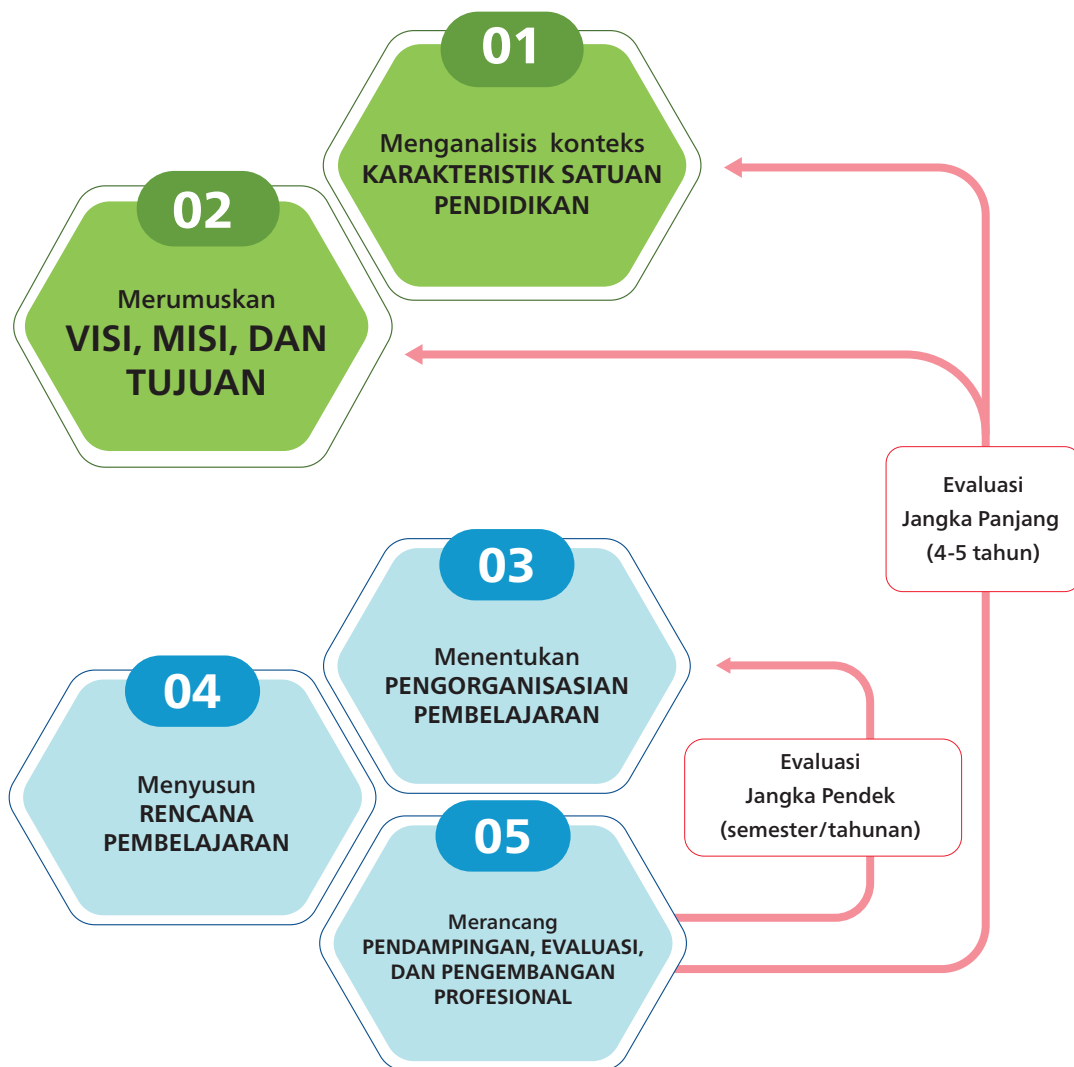 01
Menganalisis konteks
KARAKTERISTIK SATUAN
PENDIDIKAN
02
Merumuskan
VISI, MISI, DAN
TUJUAN
Evaluasi
Jangka Panjang
(4-5 tahun)
03
Menentukan
PENGORGANISASIAN
PEMBELAJARAN
04
Menyusun
RENCANA
PEMBELAJARAN
Evaluasi
Jangka Pendek
(semester/tahunan)
05
Merancang
PENDAMPINGAN, EVALUASI,
DAN PENGEMBANGAN
PROFESIONAL